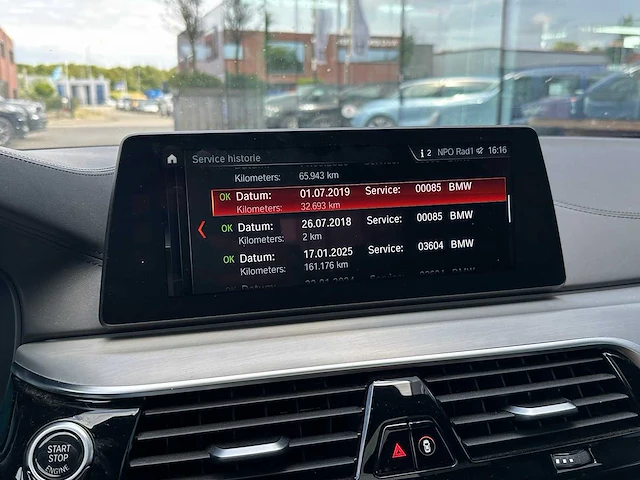 Service historie
i 2 NPO Rad1 16:16
Kilometers: 65.943 km
OK Datum: 01.07.2019 Service: 00085 BMW
Kilometers: 32.693 km
OK Datum: 26.07.2018 Service: 00085 BMW
Kilometers: 2 km
OK Datum: 17.01.2025 Service: 03604 BMW
Kilometers: 161.176 km
START
STOP
ENGINE